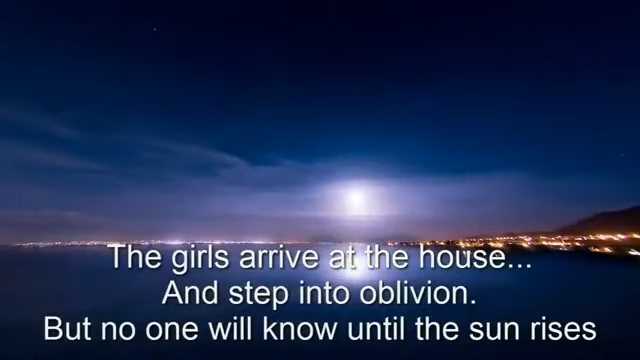 The girls arrive at the house...
And step into oblivion.
But no one will know until the sun rises